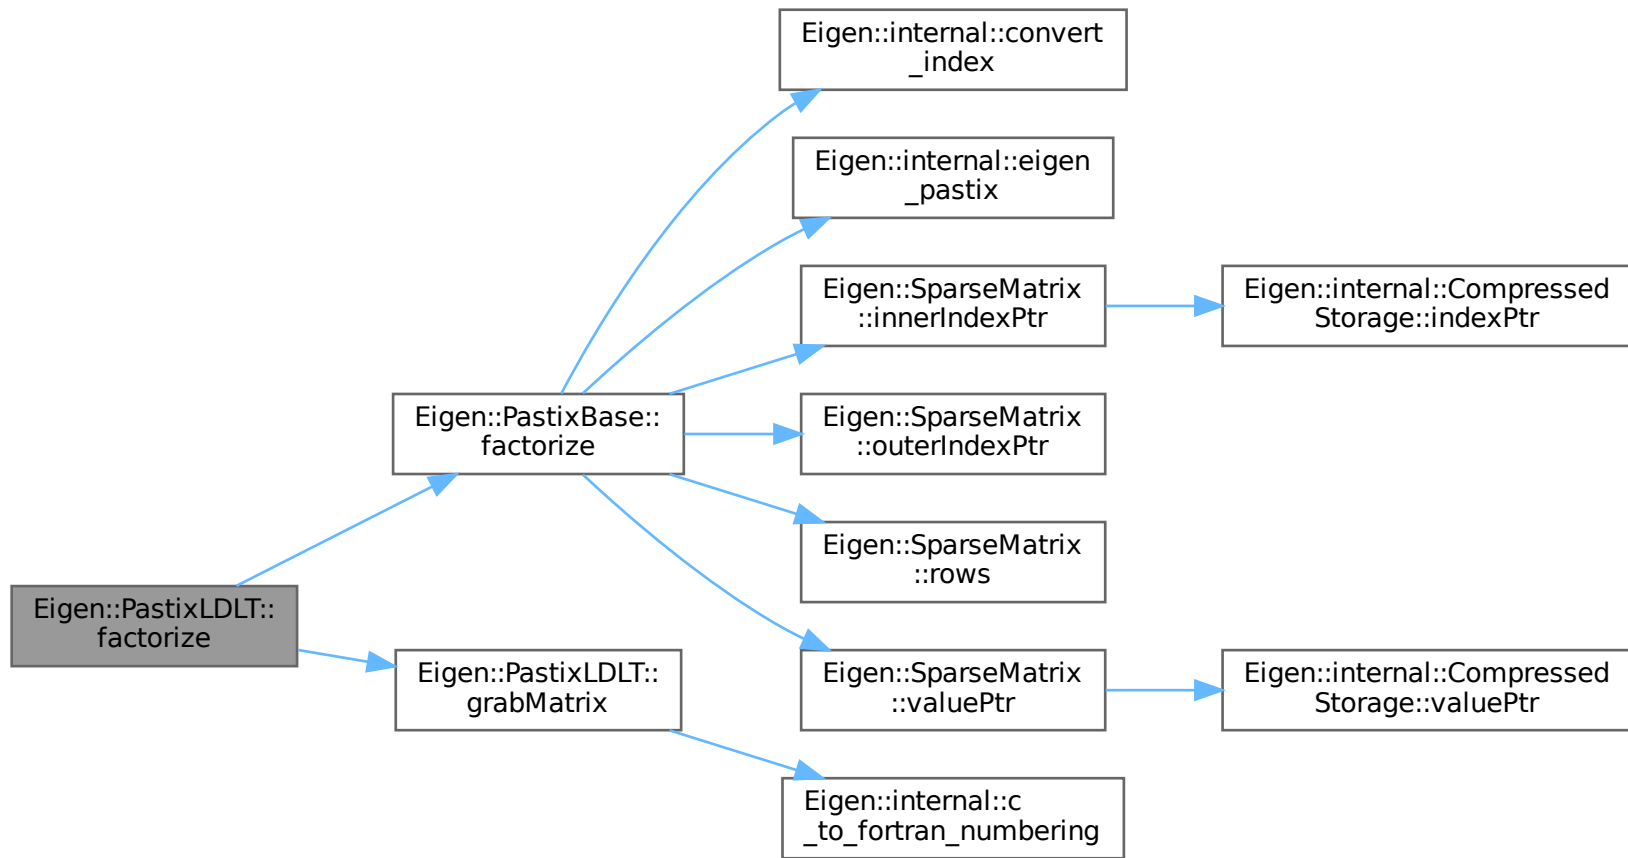 Eigen::internal::convert
_index
Eigen::internal::eigen
_pastix
Eigen::SparseMatrix
::innerIndexPtr
Eigen::internal::Compressed
Storage::indexPtr
Eigen::PastixBase::
factorize
Eigen::SparseMatrix
::outerIndexPtr
Eigen::SparseMatrix
::rows
Eigen::PastixLDLT::
factorize
Eigen::PastixLDLT::
grabMatrix
Eigen::SparseMatrix
::valuePtr
Eigen::internal::Compressed
Storage::valuePtr
Eigen::internal::c
_to_fortran_numbering